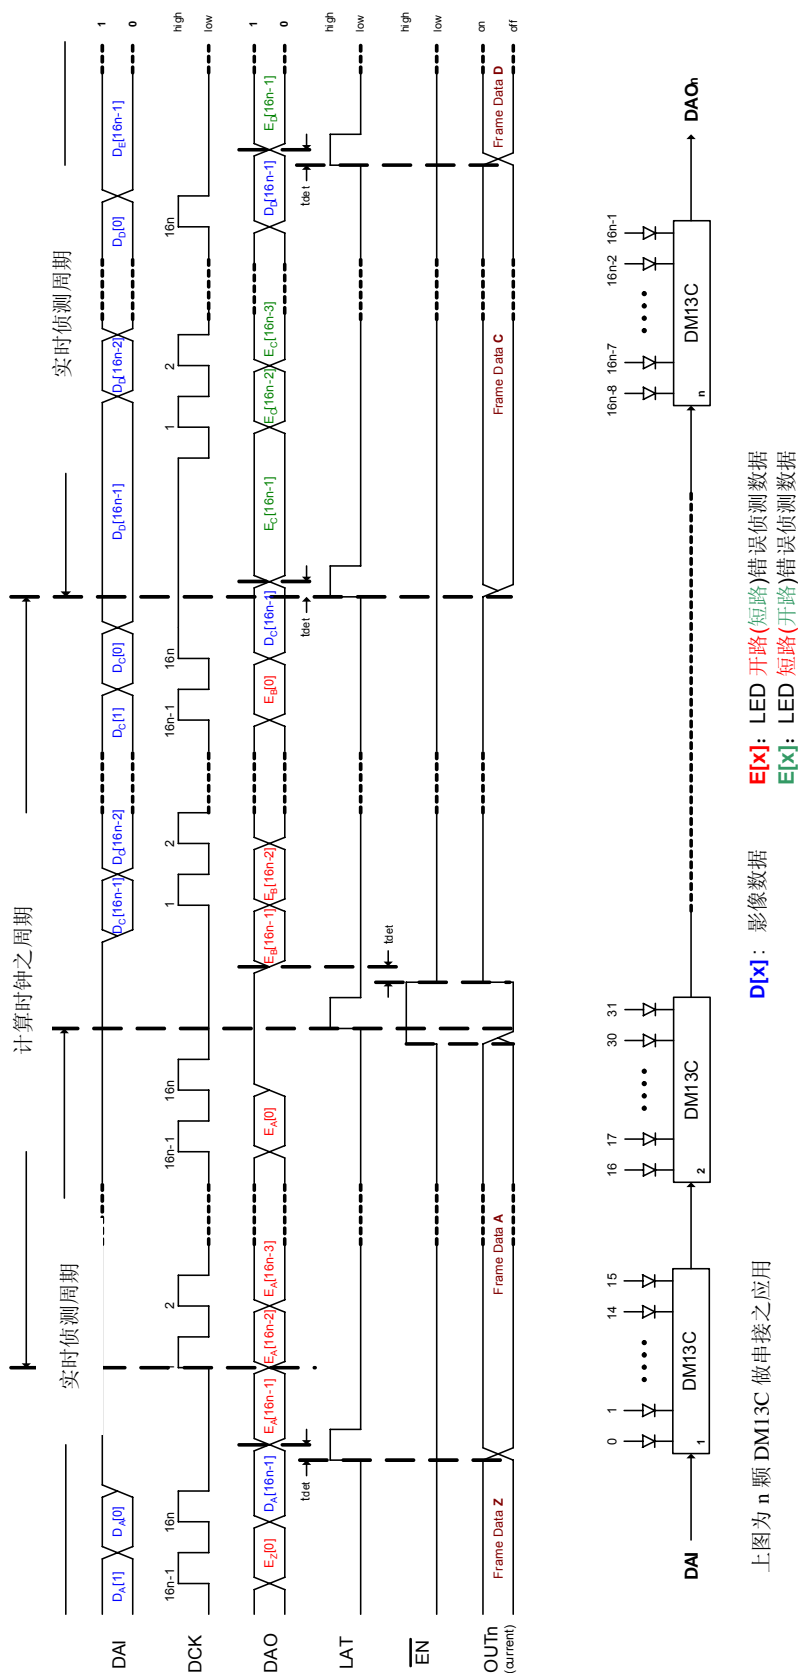 计算时钟之周期
实时侦测周期
实时侦测周期
DAI
D_A[1]
D_A[0]
D_C[16n-1]
D_C[16n-2]
D_C[1]
D_C[0]
D_D[16n-1]
D_D[16n-2]
D_D[0]
D_E[16n-1]
1
0
DCK
16n-1
16n
1
2
16n-1
16n
1
2
16n-1
16n
1
2
16n
high
low
DAO
E_Z[0]
D_A[16n-1]
E_A[16n-1]
E_A[16n-2]
E_A[16n-3]
E_A[0]
E_B[16n-1]
E_B[16n-2]
E_B[0]
D_C[16n-1]
E_C[16n-1]
E_C[16n-2]
E_C[16n-3]
D_D[16n-1]
E_D[16n-1]
1
0
LAT
tdet
tdet
tdet
high
low
EN
tdet
high
low
OUTn
(current)
Frame Data Z
Frame Data A
Frame Data C
Frame Data D
on
off
0
1
14
15
16
17
30
31
16n-8
16n-7
16n-2
16n-1
DAI
DM13C
1
DM13C
2
DM13C
n
DAOn
上图为 n 颗 DM13C 做串接之应用
D[x]: 影像数据
E[x]: LED 开路(短路)错误侦测数据
E[x]: LED 短路(开路)错误侦测数据